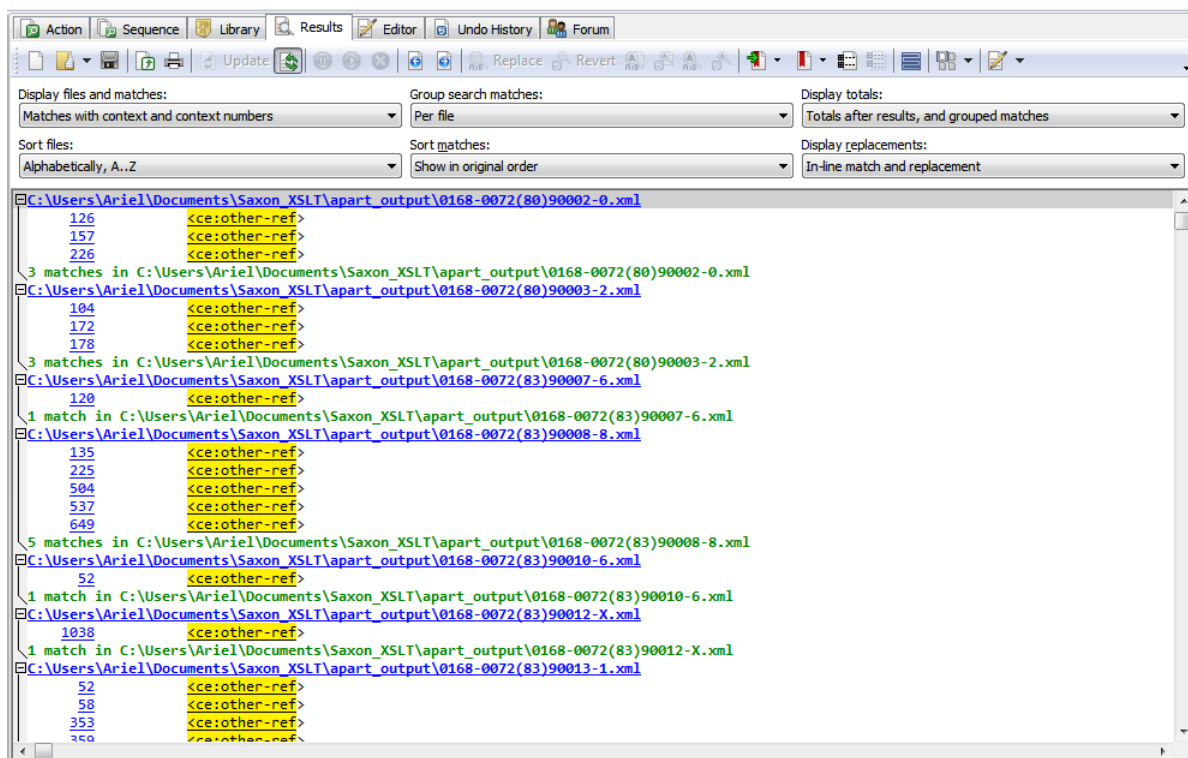 Action Sequence Library Results Editor Undo History Forum
Update Replace Revert
Display files and matches: Group search matches: Display totals:
Matches with context and context numbers Per file Totals after results, and grouped matches
Sort files: Sort matches: Display replacements:
Alphabetically, A..Z Show in original order In-line match and replacement
C:\Users\Ariel\Documents\Saxon_XSLT\apart_output\0168-0072(80)90002-0.xml
126 <ce:other-ref>
157 <ce:other-ref>
226 <ce:other-ref>
3 matches in C:\Users\Ariel\Documents\Saxon_XSLT\apart_output\0168-0072(80)90002-0.xml
C:\Users\Ariel\Documents\Saxon_XSLT\apart_output\0168-0072(80)90003-2.xml
104 <ce:other-ref>
172 <ce:other-ref>
178 <ce:other-ref>
3 matches in C:\Users\Ariel\Documents\Saxon_XSLT\apart_output\0168-0072(80)90003-2.xml
C:\Users\Ariel\Documents\Saxon_XSLT\apart_output\0168-0072(83)90007-6.xml
120 <ce:other-ref>
1 match in C:\Users\Ariel\Documents\Saxon_XSLT\apart_output\0168-0072(83)90007-6.xml
C:\Users\Ariel\Documents\Saxon_XSLT\apart_output\0168-0072(83)90008-8.xml
135 <ce:other-ref>
225 <ce:other-ref>
504 <ce:other-ref>
537 <ce:other-ref>
649 <ce:other-ref>
5 matches in C:\Users\Ariel\Documents\Saxon_XSLT\apart_output\0168-0072(83)90008-8.xml
C:\Users\Ariel\Documents\Saxon_XSLT\apart_output\0168-0072(83)90010-6.xml
52 <ce:other-ref>
1 match in C:\Users\Ariel\Documents\Saxon_XSLT\apart_output\0168-0072(83)90010-6.xml
C:\Users\Ariel\Documents\Saxon_XSLT\apart_output\0168-0072(83)90012-X.xml
1038 <ce:other-ref>
1 match in C:\Users\Ariel\Documents\Saxon_XSLT\apart_output\0168-0072(83)90012-X.xml
C:\Users\Ariel\Documents\Saxon_XSLT\apart_output\0168-0072(83)90013-1.xml
52 <ce:other-ref>
58 <ce:other-ref>
353 <ce:other-ref>
359 <ce:other-ref>